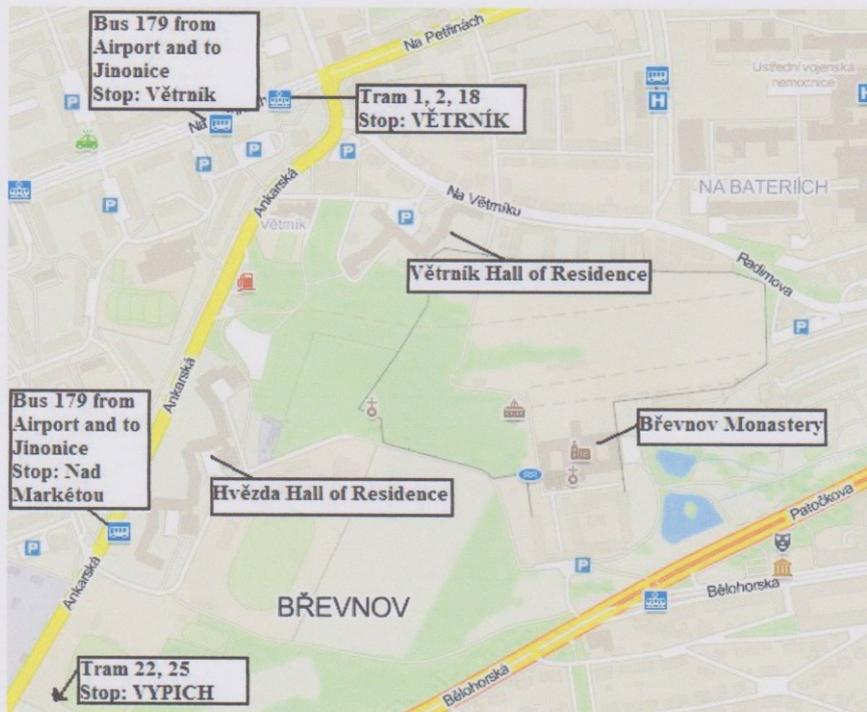 Bus 179 from
Airport and to
Jinonice
Stop: Větrník
Na Petřinách
Tram 1, 2, 18
Stop: VĚTRNÍK
Ústřední vojenská
nemocnice
H
H
P
P
P
P
P
P
Ankarská
Větrník
Na Větrníku
NA BATERIÍCH
Radimova
P
Větrník Hall of Residence
Ankarská
Bus 179 from
Airport and to
Jinonice
Stop: Nad
Markétou
Břevnov Monastery
Hvězda Hall of Residence
Patočkova
P
P
Ankarská
BŘEVNOV
Bělohorská
Bělohorská
Tram 22, 25
Stop: VYPICH